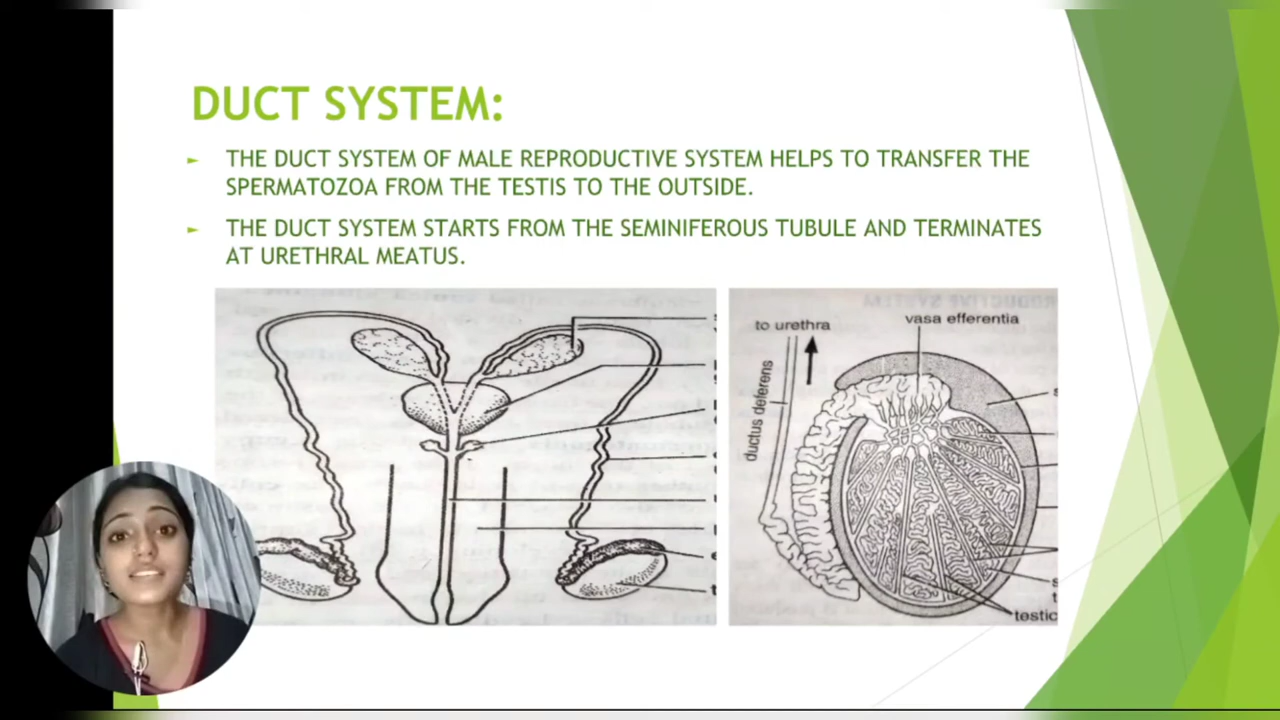 DUCT SYSTEM:
THE DUCT SYSTEM OF MALE REPRODUCTIVE SYSTEM HELPS TO TRANSFER THE
SPERMATOZOA FROM THE TESTIS TO THE OUTSIDE.
THE DUCT SYSTEM STARTS FROM THE SEMINIFEROUS TUBULE AND TERMINATES
AT URETHRAL MEATUS.
to urethra
vasa efferentia
ductus deferens
testic